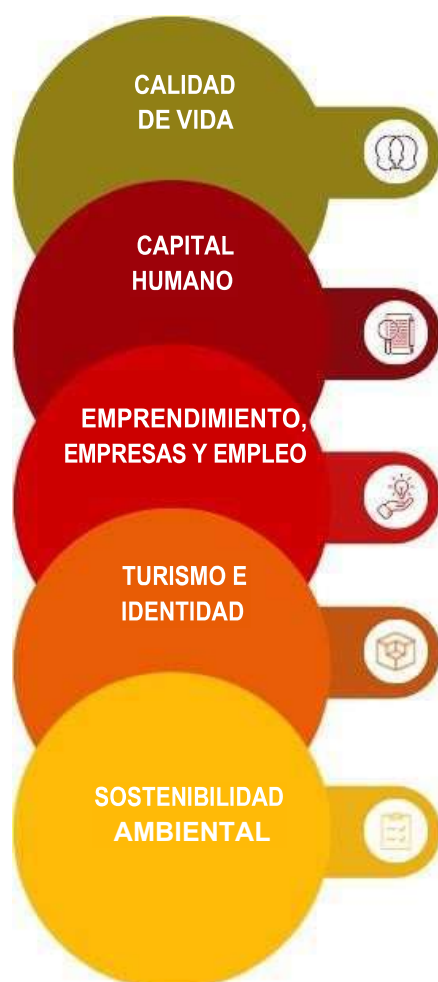 CALIDAD
DE VIDA
CAPITAL
HUMANO
EMPRENDIMIENTO,
EMPRESAS Y EMPLEO
TURISMO E
IDENTIDAD
SOSTENIBILIDAD
AMBIENTAL